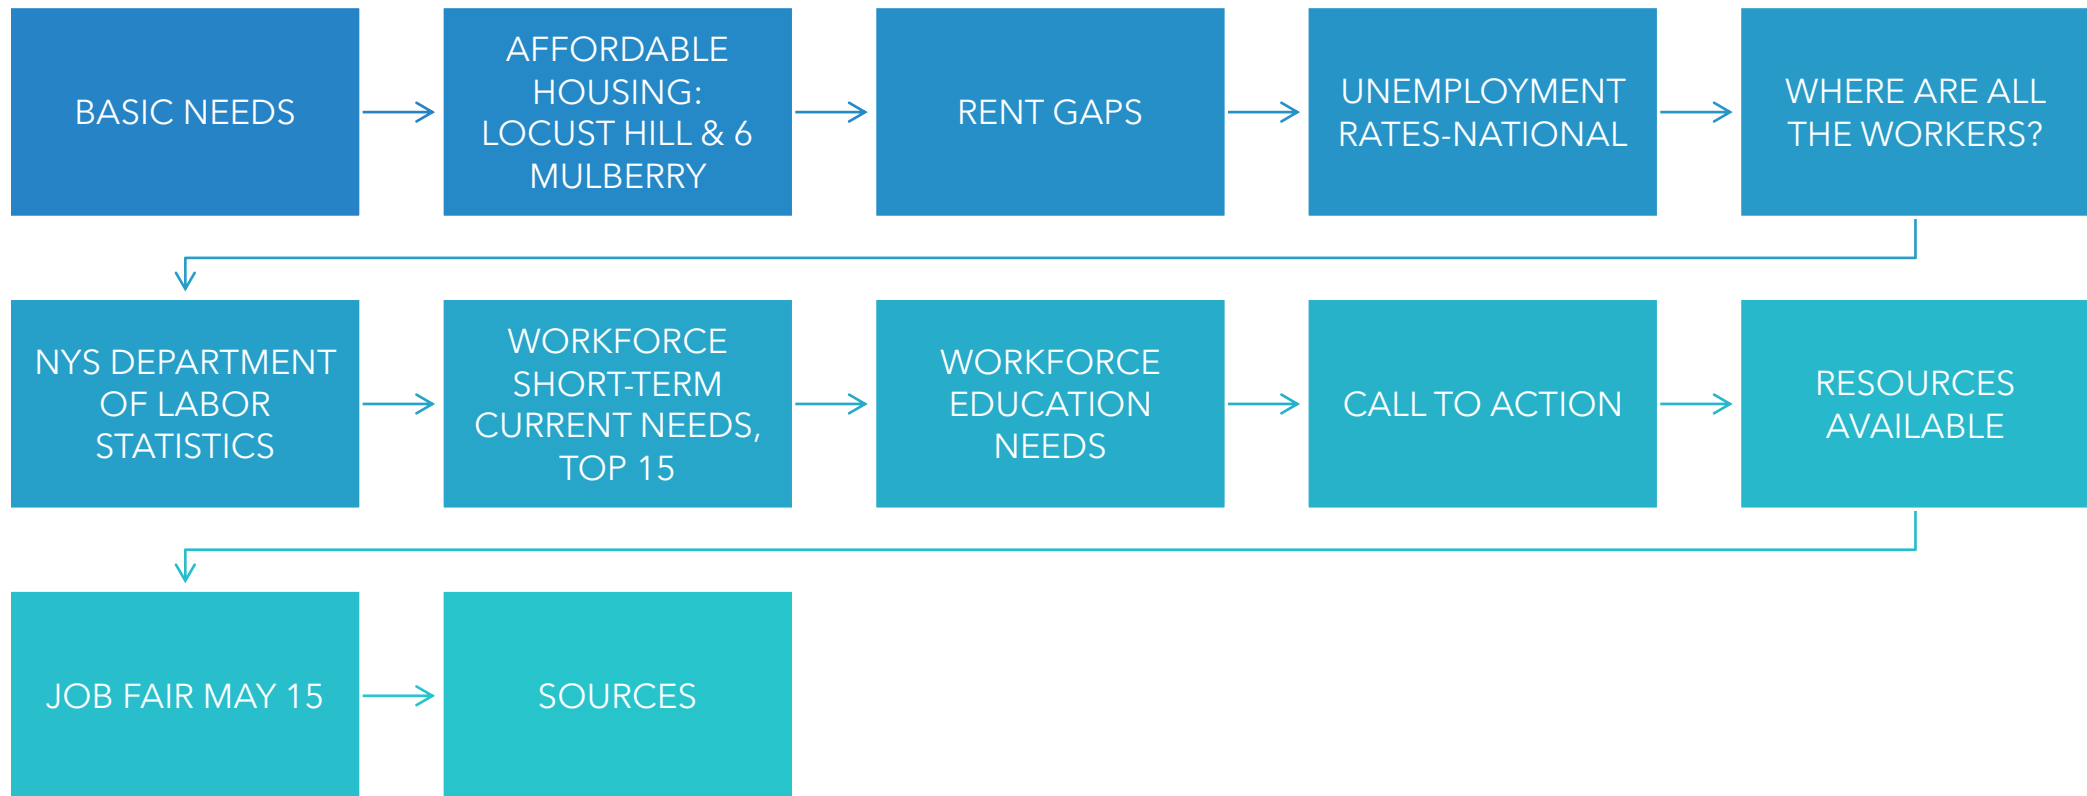 BASIC NEEDS
AFFORDABLE
HOUSING:
LOCUST HILL & 6
MULBERRY
RENT GAPS
UNEMPLOYMENT
RATES-NATIONAL
WHERE ARE ALL
THE WORKERS?
NYS DEPARTMENT
OF LABOR
STATISTICS
WORKFORCE
SHORT-TERM
CURRENT NEEDS,
TOP 15
WORKFORCE
EDUCATION
NEEDS
CALL TO ACTION
RESOURCES
AVAILABLE
JOB FAIR MAY 15
SOURCES